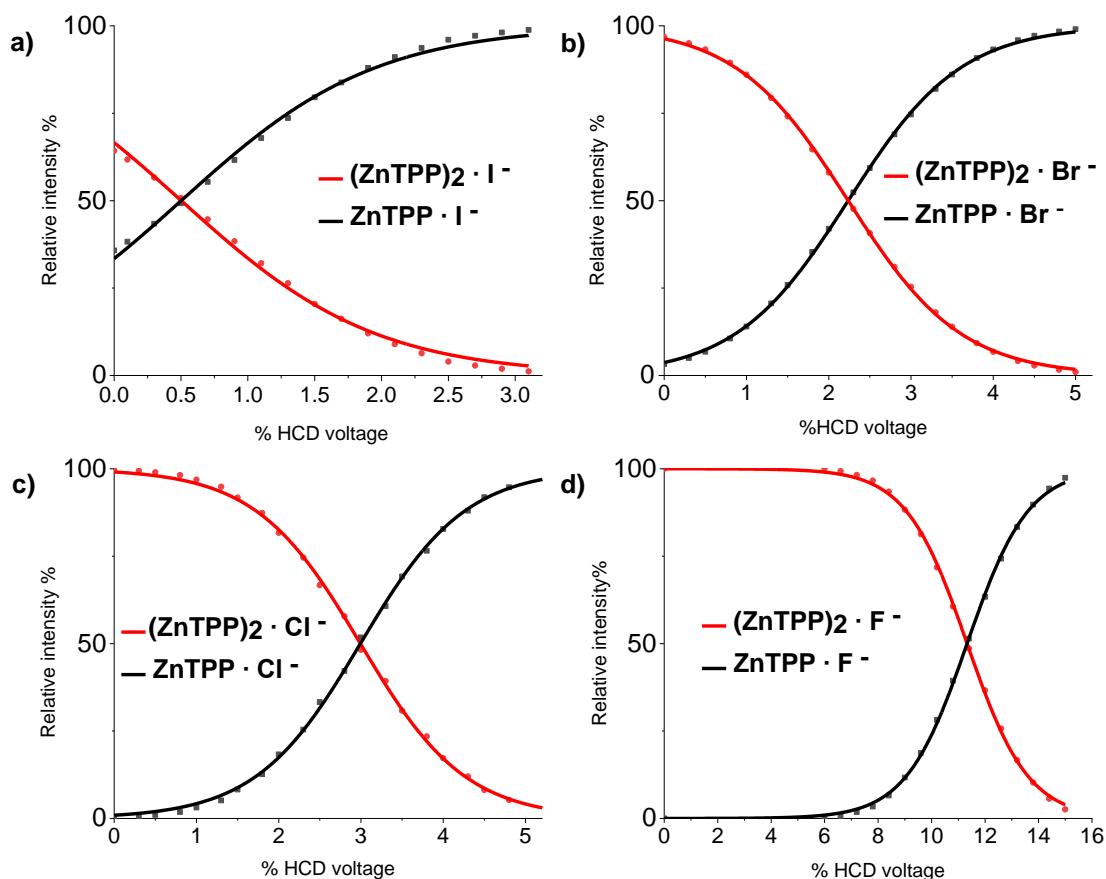 a)
100
50
0
Relative intensity %
(ZnTPP)2 · I -
ZnTPP · I -
0.0 0.5 1.0 1.5 2.0 2.5 3.0
% HCD voltage
b)
100
50
0
Relative intensity %
(ZnTPP)2 · Br -
ZnTPP · Br -
0 1 2 3 4 5
%HCD voltage
c)
100
50
0
Relative intensity %
(ZnTPP)2 · Cl -
ZnTPP · Cl -
0 1 2 3 4 5
% HCD voltage
d)
100
50
0
Relative intensity%
(ZnTPP)2 · F -
ZnTPP · F -
0 2 4 6 8 10 12 14 16
% HCD voltage